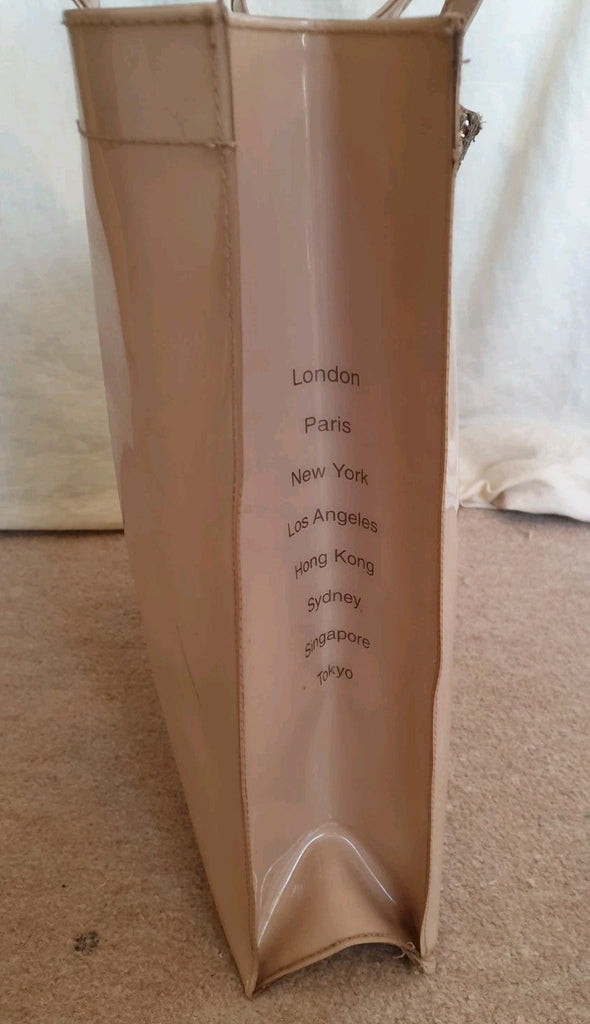 London
Paris
New York
Los Angeles
Hong Kong
Sydney
Singapore
Tokyo